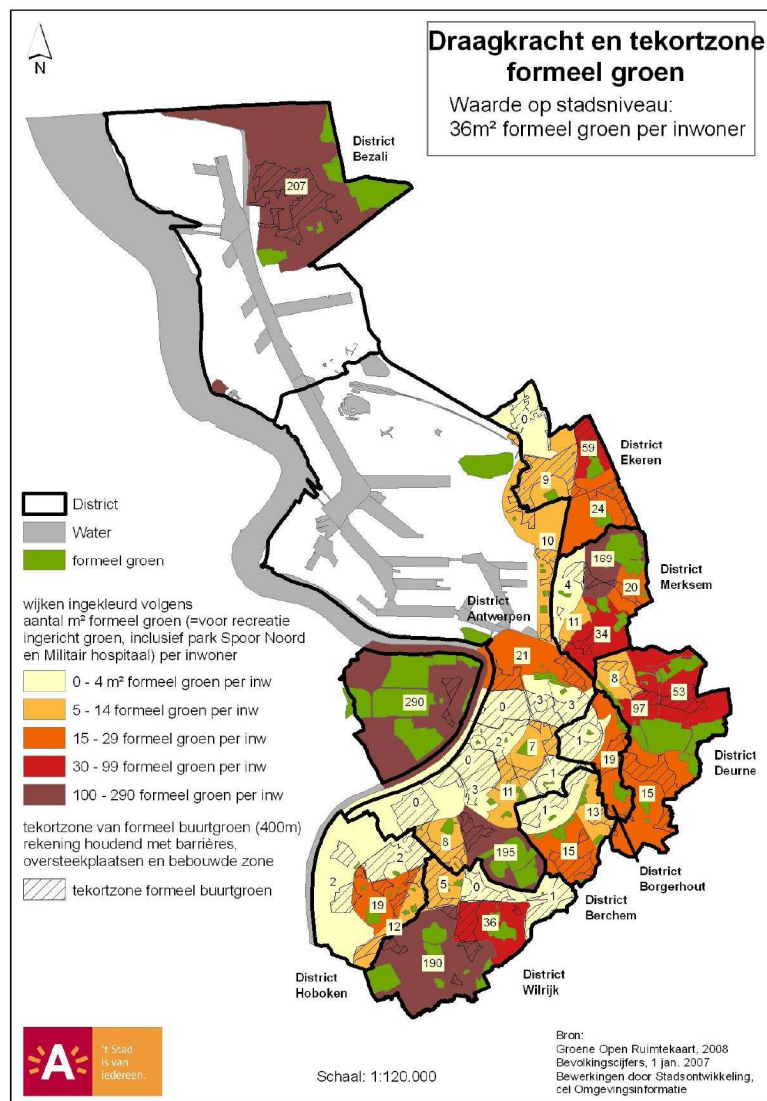 Draagkracht en tekortzone
formeel groen
Waarde op stadsniveau:
36m² formeel groen per inwoner
N
District
Bezali
207
0
59
District
Ekeren
9
24
10
169
District
Merksem
4
20
11
34
District
Antwerpen
21
8
53
97
290
0
3
3
1
2
7
19
District
Deurne
0
3
11
1
1
13
15
0
8
195
15
District
Borgerhout
2
2
5
0
1
District
Berchem
19
12
36
190
District
Hoboken
District
Wilrijk
District
Water
formeel groen
wijken ingekleurd volgens
aantal m² formeel groen (=voor recreatie
ingericht groen, inclusief park Spoor Noord
en Militair hospitaal) per inwoner
0 - 4 m² formeel groen per inw
5 - 14 formeel groen per inw
15 - 29 formeel groen per inw
30 - 99 formeel groen per inw
100 - 290 formeel groen per inw
tekortzone van formeel buurtgroen (400m)
rekening houdend met barrières,
oversteekplaatsen en bebouwde zone
tekortzone formeel buurtgroen
A
't Stad
is van
iedereen.
Schaal: 1:120.000
Bron:
Groene Open Ruimtekaart, 2008
Bevolkingscijfers, 1 jan. 2007
Bewerkingen door Stadsontwikkeling,
cel Omgevingsinformatie